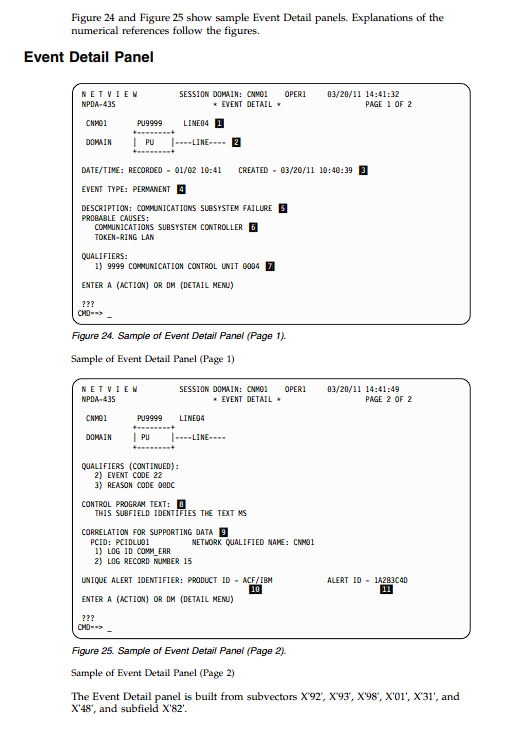 Figure 24 and Figure 25 show sample Event Detail panels. Explanations of the
numerical references follow the figures.
Event Detail Panel
N E T V I E W SESSION DOMAIN: CNM01 OPER1 03/20/11 14:41:32
NPDA-43S * EVENT DETAIL * PAGE 1 OF 2
CNM01 PU9999 LINE04 1
+--------+
DOMAIN | PU |----LINE---- 2
+--------+
DATE/TIME: RECORDED - 01/02 10:41 CREATED - 03/20/11 10:40:39 3
EVENT TYPE: PERMANENT 4
DESCRIPTION: COMMUNICATIONS SUBSYSTEM FAILURE 5
PROBABLE CAUSES:
COMMUNICATIONS SUBSYSTEM CONTROLLER 6
TOKEN-RING LAN
QUALIFIERS:
1) 9999 COMMUNICATION CONTROL UNIT 0004 7
ENTER A (ACTION) OR DM (DETAIL MENU)
???
CMD==> _
Figure 24. Sample of Event Detail Panel (Page 1).
Sample of Event Detail Panel (Page 1)
N E T V I E W SESSION DOMAIN: CNM01 OPER1 03/20/11 14:41:49
NPDA-43S * EVENT DETAIL * PAGE 2 OF 2
CNM01 PU9999 LINE04
+--------+
DOMAIN | PU |----LINE----
+--------+
QUALIFIERS (CONTINUED):
2) EVENT CODE 22
3) REASON CODE 00DC
CONTROL PROGRAM TEXT: 8
THIS SUBFIELD IDENTIFIES THE TEXT MS
CORRELATION FOR SUPPORTING DATA 9
PCID: PCIDLU01 NETWORK QUALIFIED NAME: CNM01
1) LOG ID COMM_ERR
2) LOG RECORD NUMBER 15
UNIQUE ALERT IDENTIFIER: PRODUCT ID - ACF/IBM ALERT ID - 1A2B3C4D
10 11
ENTER A (ACTION) OR DM (DETAIL MENU)
???
CMD==> _
Figure 25. Sample of Event Detail Panel (Page 2).
Sample of Event Detail Panel (Page 2)
The Event Detail panel is built from subvectors X'92', X'93', X'98', X'01', X'31', and
X'48', and subfield X'82'.